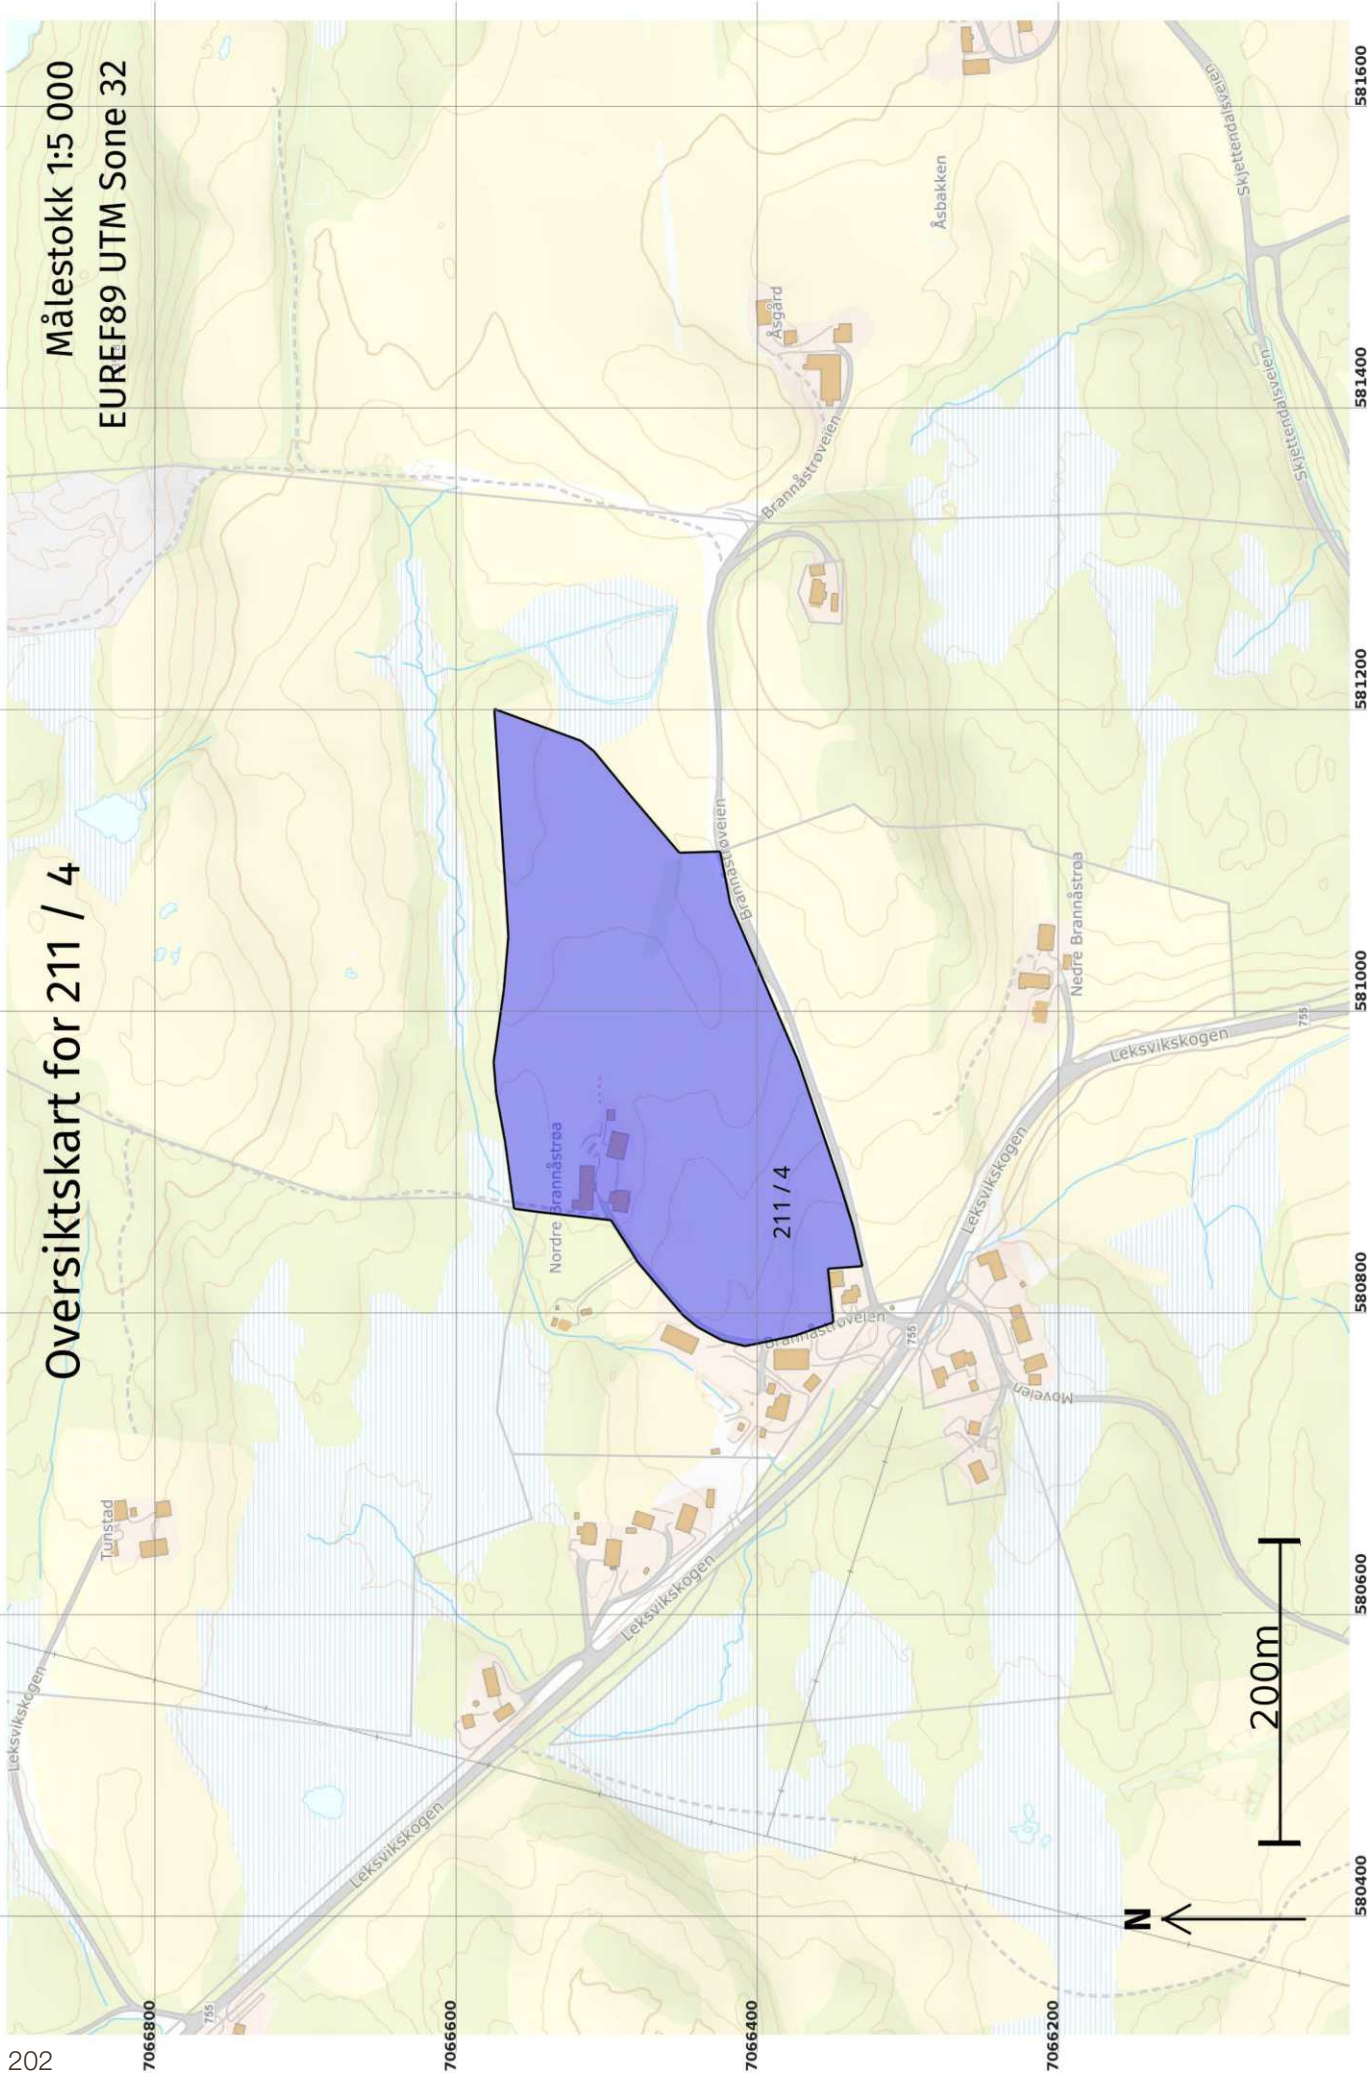 Oversiktskart for 211 / 4
Målestokk 1:5 000
EUREF89 UTM Sone 32
Leksvikskogen
Tunstad
755
Leksvikskogen
Leksvikskogen
Nordre Brannåstrøa
211 / 4
Brannåstrøveien
755
Brannåstrøveien
Brannåstrøveien
Åsgård
Åsbakken
Moveien
Leksvikskogen
Leksvikskogen
755
Nedre Brannåstrøa
Skjettendalsveien
Skjettendalsveien
N
200m
7066800
7066600
7066400
7066200
580400
580600
580800
581000
581200
581400
581600
202